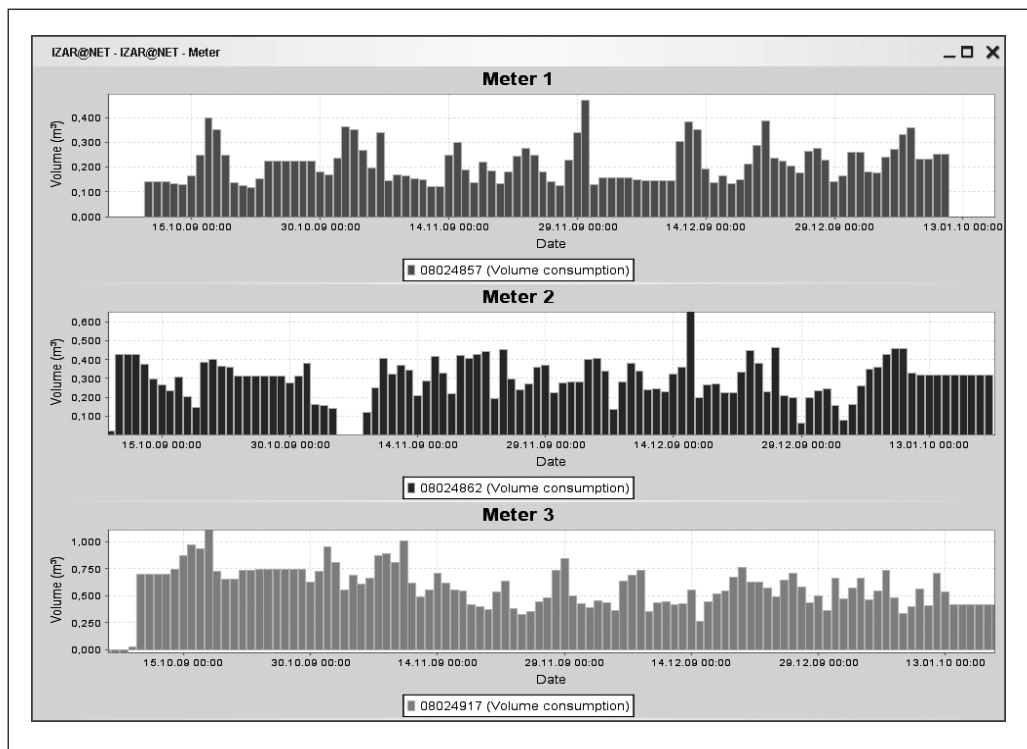 IZAR@NET - IZAR@NET - Meter
Meter 1
Volume (m³)
0,400
0,300
0,200
0,100
0,000
15.10.09 00:00 30.10.09 00:00 14.11.09 00:00 29.11.09 00:00 14.12.09 00:00 29.12.09 00:00 13.01.10 00:00
Date
08024857 (Volume consumption)
Meter 2
Volume (m³)
0,600
0,500
0,400
0,300
0,200
0,100
15.10.09 00:00 30.10.09 00:00 14.11.09 00:00 29.11.09 00:00 14.12.09 00:00 29.12.09 00:00 13.01.10 00:00
Date
08024862 (Volume consumption)
Meter 3
Volume (m³)
1,000
0,750
0,500
0,250
0,000
15.10.09 00:00 30.10.09 00:00 14.11.09 00:00 29.11.09 00:00 14.12.09 00:00 29.12.09 00:00 13.01.10 00:00
Date
08024917 (Volume consumption)